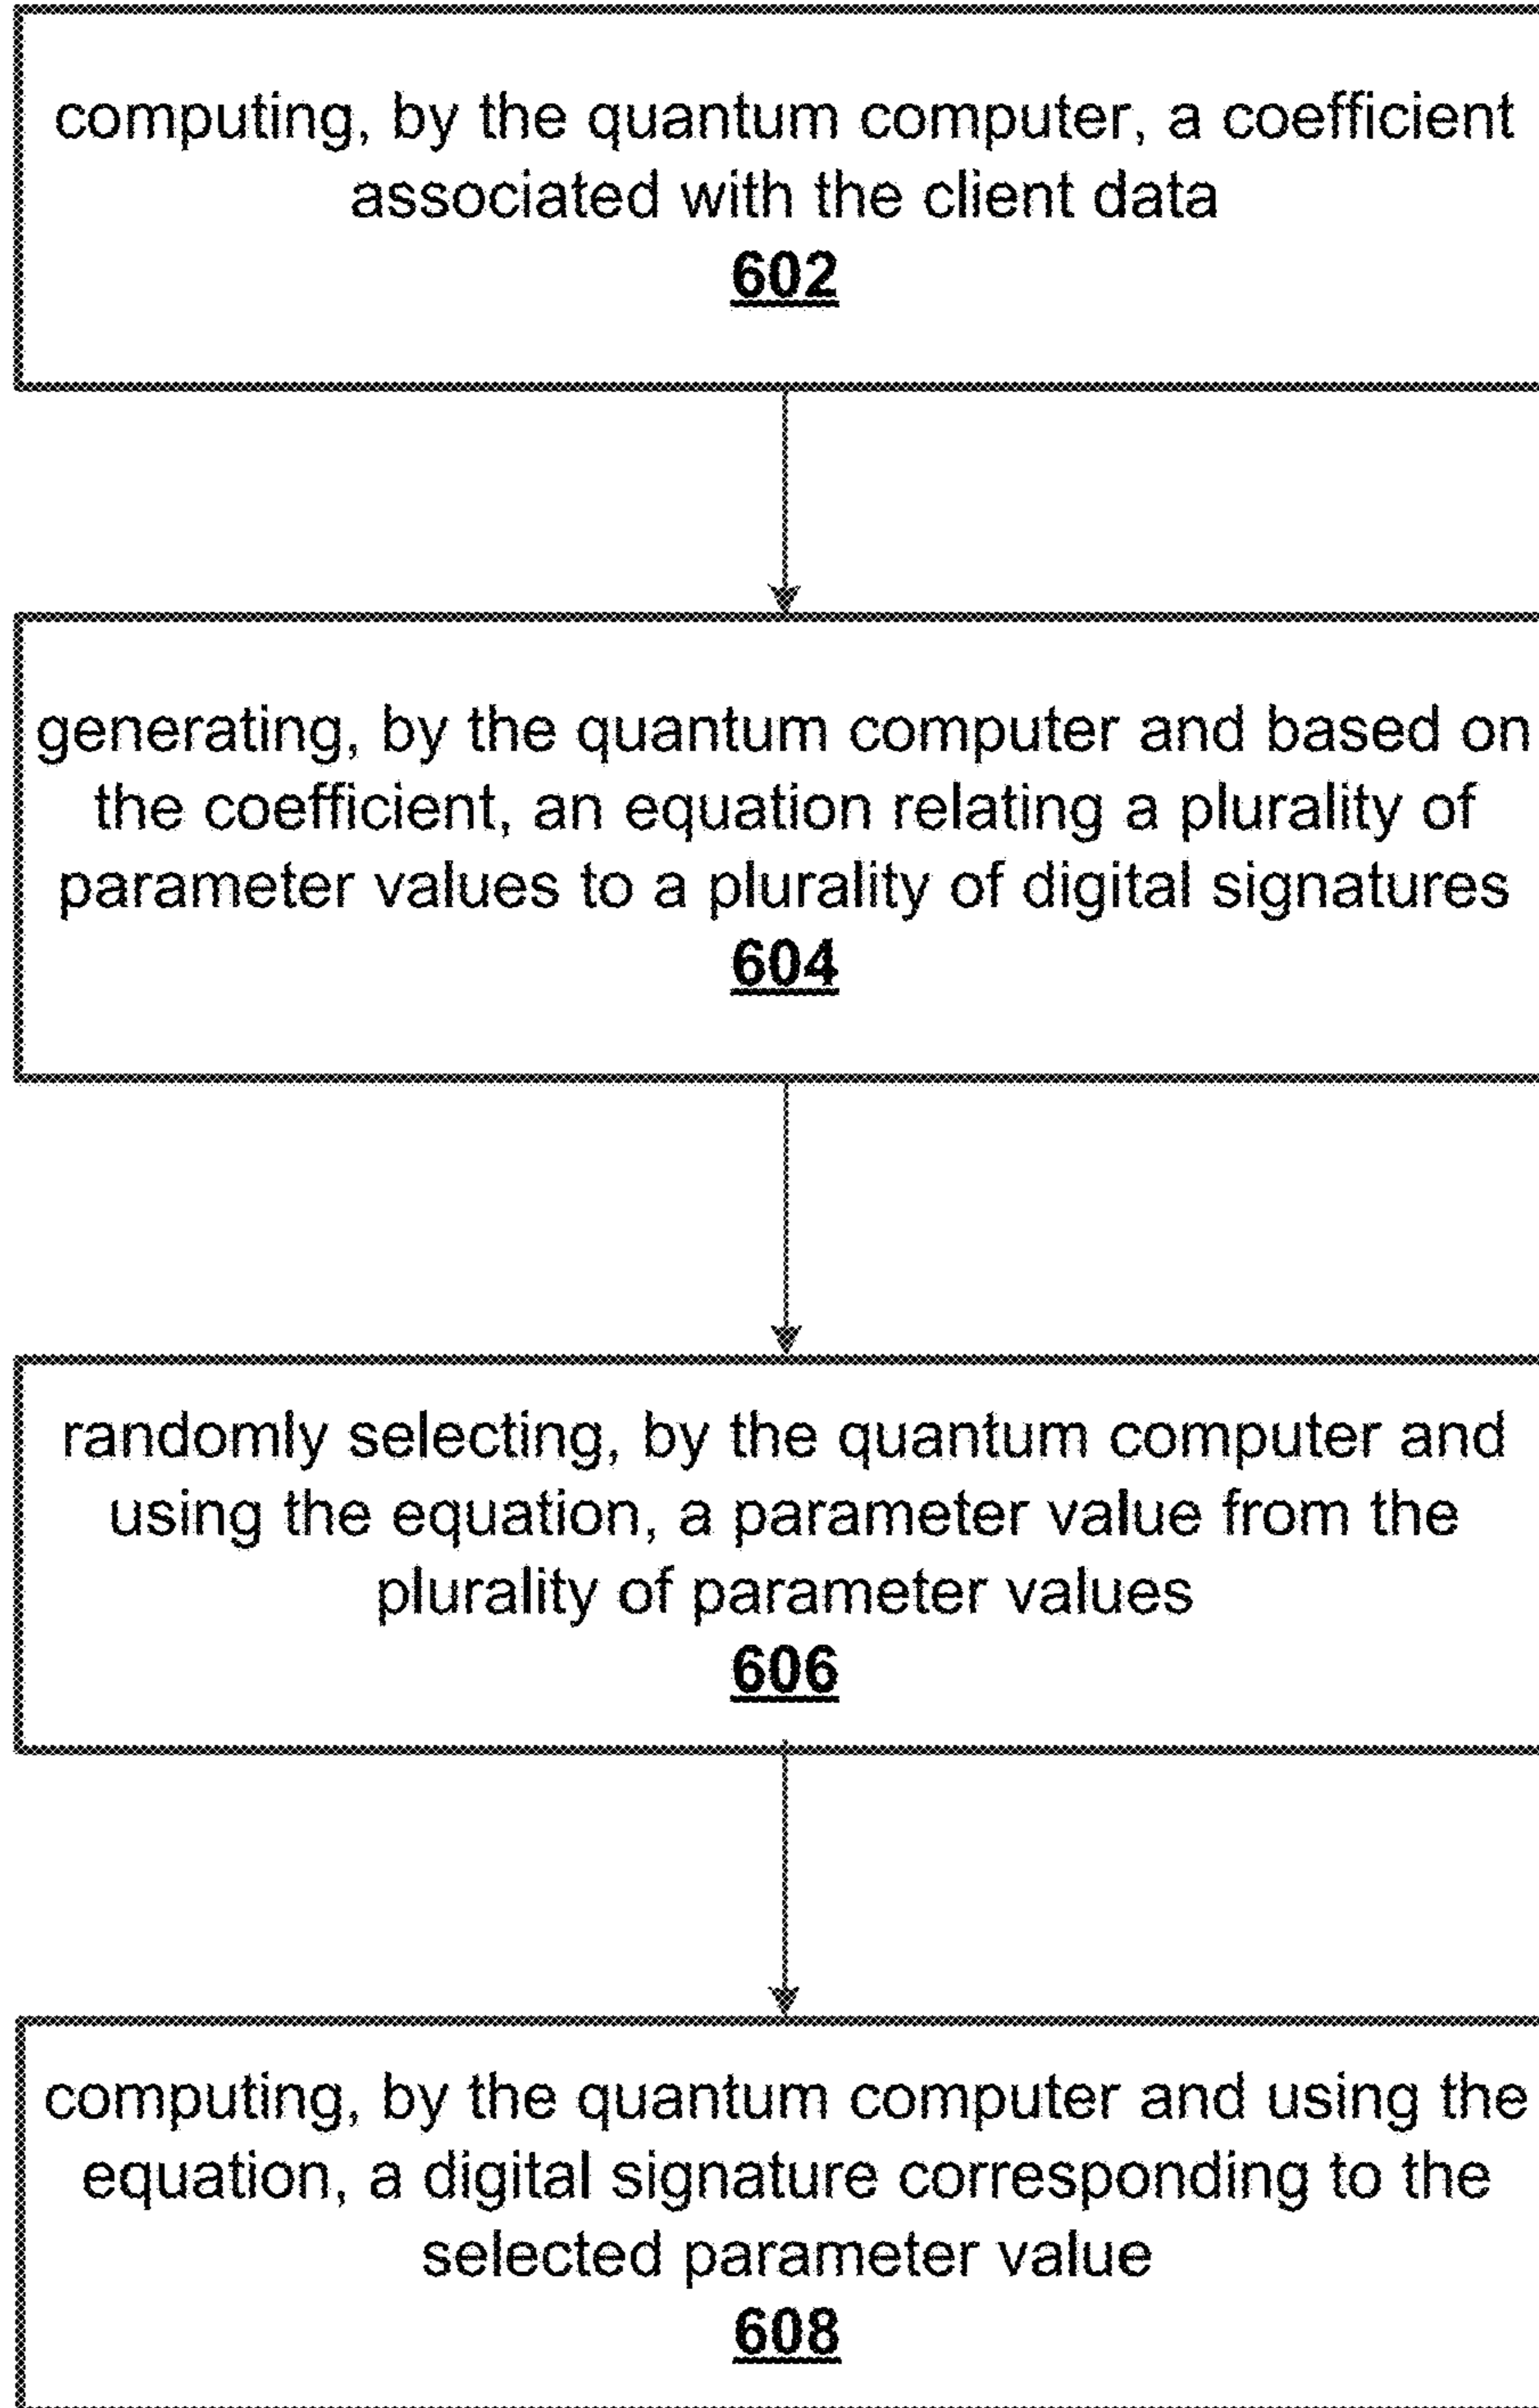 computing, by the quantum computer, a coefficient
associated with the client data
602
generating, by the quantum computer and based on
the coefficient, an equation relating a plurality of
parameter values to a plurality of digital signatures
604
randomly selecting, by the quantum computer and
using the equation, a parameter value from the
plurality of parameter values
606
computing, by the quantum computer and using the
equation, a digital signature corresponding to the
selected parameter value
608